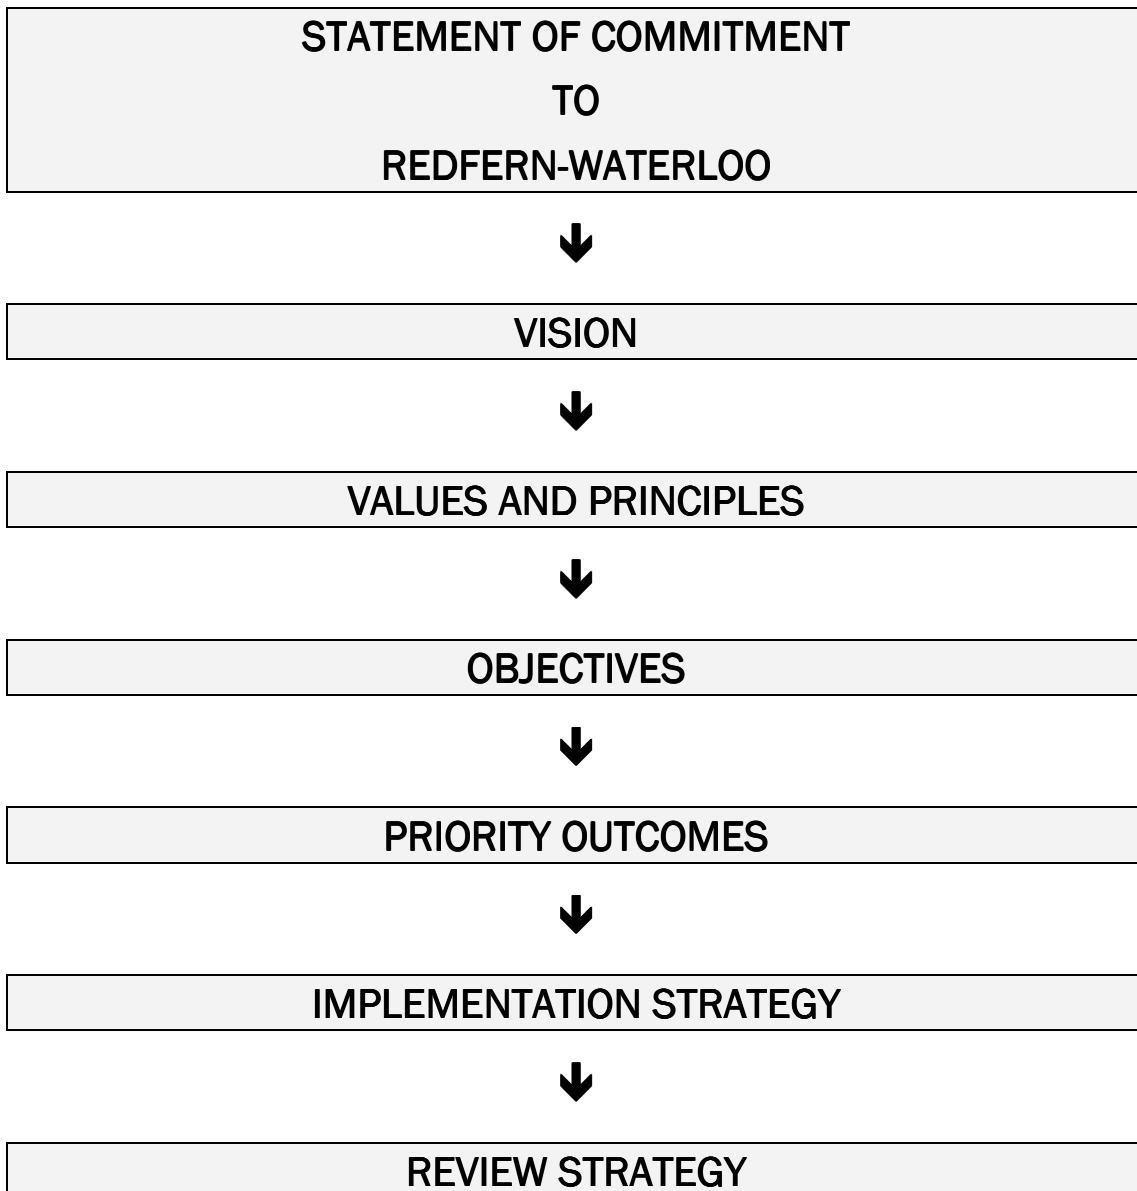 STATEMENT OF COMMITMENT
TO
REDFERN-WATERLOO
VISION
VALUES AND PRINCIPLES
OBJECTIVES
PRIORITY OUTCOMES
IMPLEMENTATION STRATEGY
REVIEW STRATEGY